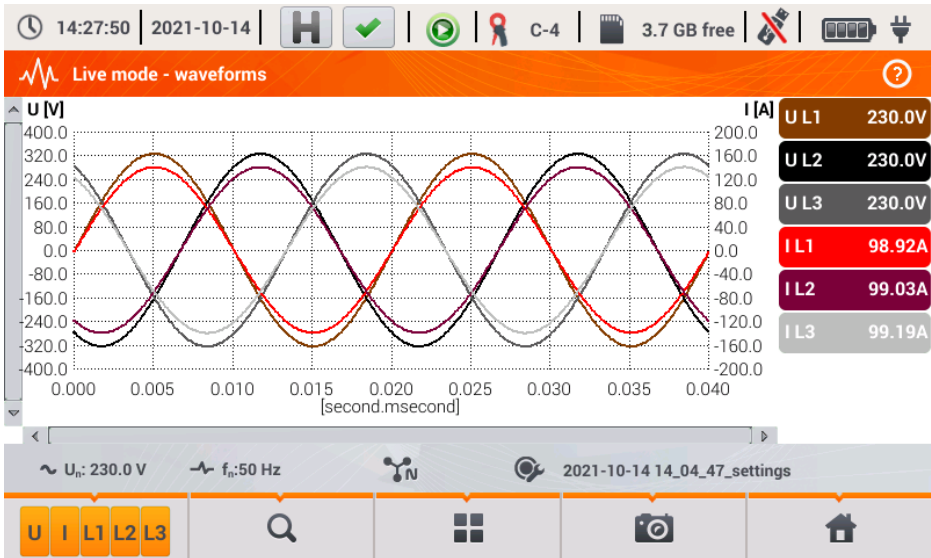 14:27:50 2021-10-14 H C-4 3.7 GB free
Live mode - waveforms ?
U [V] I [A]
400.0 200.0
320.0 160.0
240.0 120.0
160.0 80.0
80.0 40.0
0.0 0.0
-80.0 -40.0
-160.0 -80.0
-240.0 -120.0
-320.0 -160.0
-400.0 -200.0
0.000 0.005 0.010 0.015 0.020 0.025 0.030 0.035 0.040
[second.msecond]
U L1 230.0V
U L2 230.0V
U L3 230.0V
I L1 98.92A
I L2 99.03A
I L3 99.19A
Un: 230.0 V fn:50 Hz N 2021-10-14 14_04_47_settings
U I L1 L2 L3